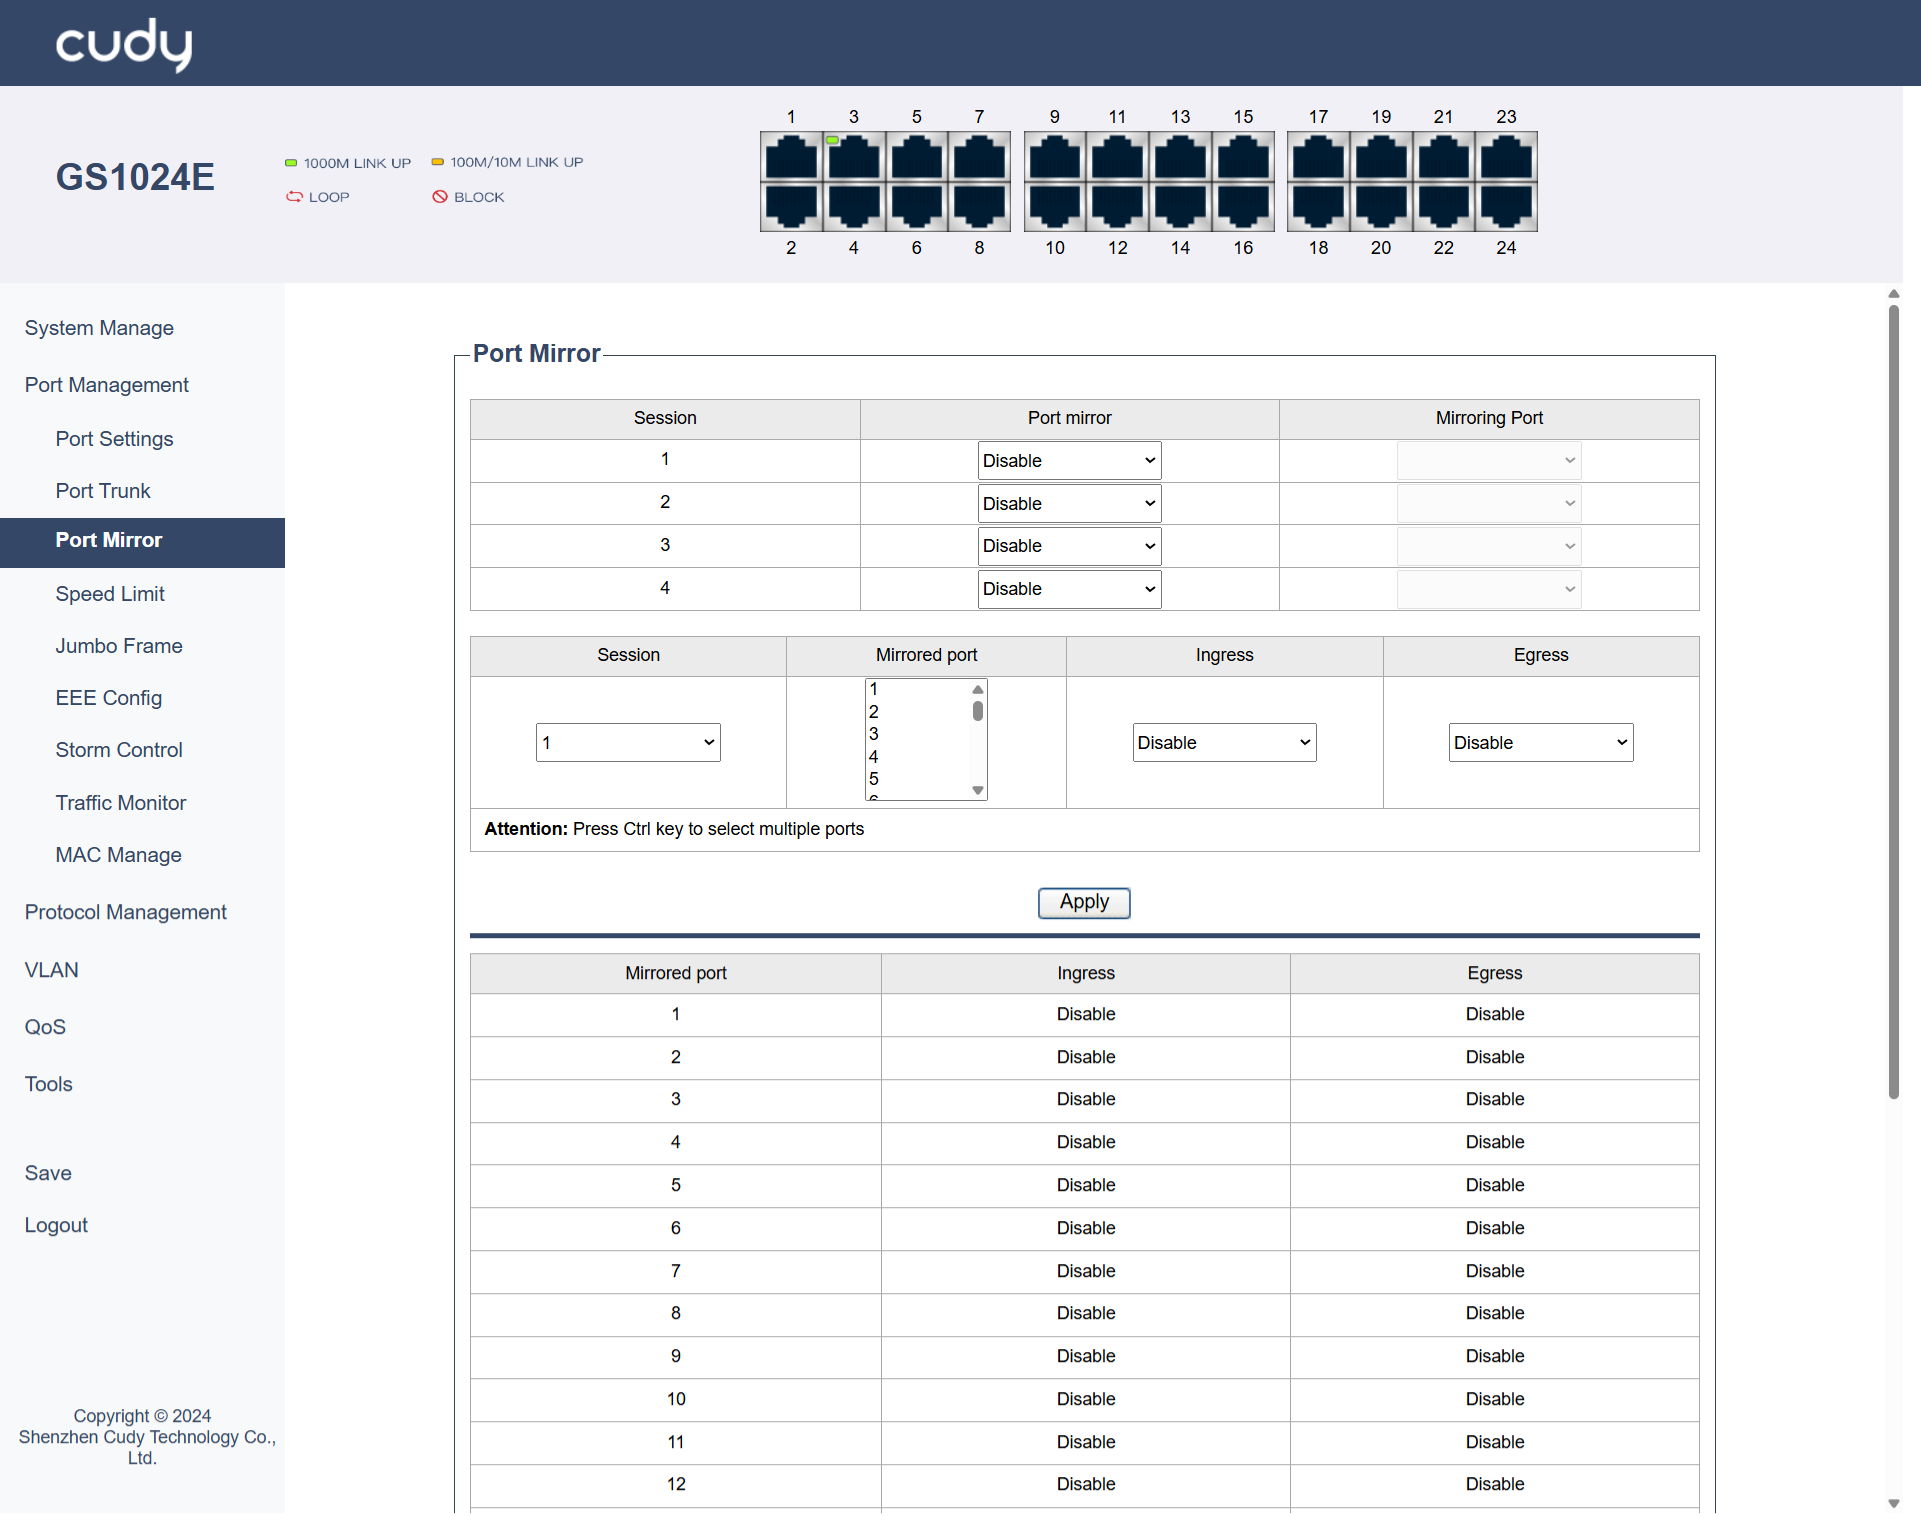 cudy
GS1024E
1000M LINK UP 100M/10M LINK UP
LOOP BLOCK
1 3 5 7 9 11 13 15 17 19 21 23
2 4 6 8 10 12 14 16 18 20 22 24
System Manage
Port Management
Port Settings
Port Trunk
Port Mirror
Speed Limit
Jumbo Frame
EEE Config
Storm Control
Traffic Monitor
MAC Manage
Protocol Management
VLAN
QoS
Tools
Save
Logout
Copyright © 2024
Shenzhen Cudy Technology Co.,
Ltd.
Port Mirror
Session Port mirror Mirroring Port
1 Disable
2 Disable
3 Disable
4 Disable
Session Mirrored port Ingress Egress
1
1
2
3
4
5
6
Disable Disable
Attention: Press Ctrl key to select multiple ports
Apply
Mirrored port Ingress Egress
1 Disable Disable
2 Disable Disable
3 Disable Disable
4 Disable Disable
5 Disable Disable
6 Disable Disable
7 Disable Disable
8 Disable Disable
9 Disable Disable
10 Disable Disable
11 Disable Disable
12 Disable Disable